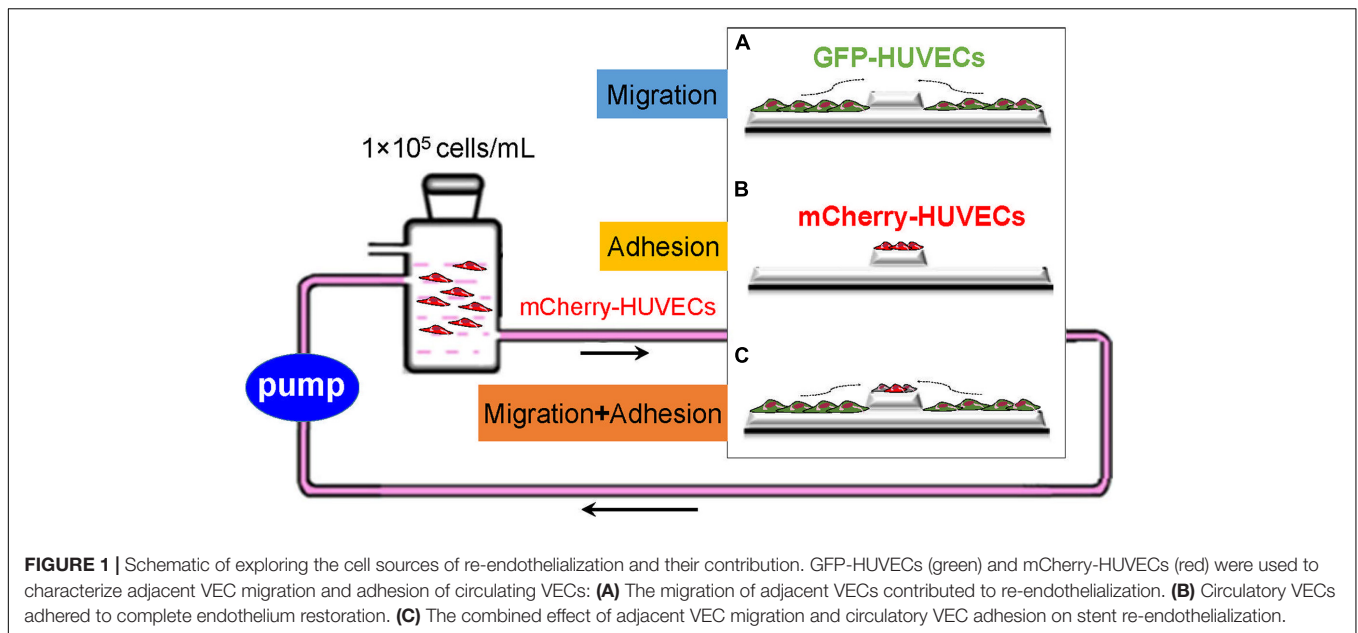 A
GFP-HUVECs
Migration
1×10⁵ cells/mL
B
mCherry-HUVECs
Adhesion
mCherry-HUVECs
pump
C
Migration+Adhesion
FIGURE 1 | Schematic of exploring the cell sources of re-endothelialization and their contribution. GFP-HUVECs (green) and mCherry-HUVECs (red) were used to
characterize adjacent VEC migration and adhesion of circulating VECs: (A) The migration of adjacent VECs contributed to re-endothelialization. (B) Circulatory VECs
adhered to complete endothelium restoration. (C) The combined effect of adjacent VEC migration and circulatory VEC adhesion on stent re-endothelialization.